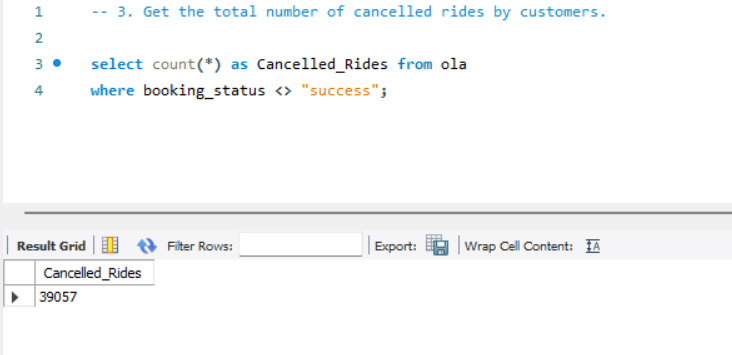 1 -- 3. Get the total number of cancelled rides by customers.
2
3 select count(*) as Cancelled_Rides from ola
4 where booking_status <> "success";
Result Grid Filter Rows: Export: Wrap Cell Content: IA
Cancelled_Rides
39057